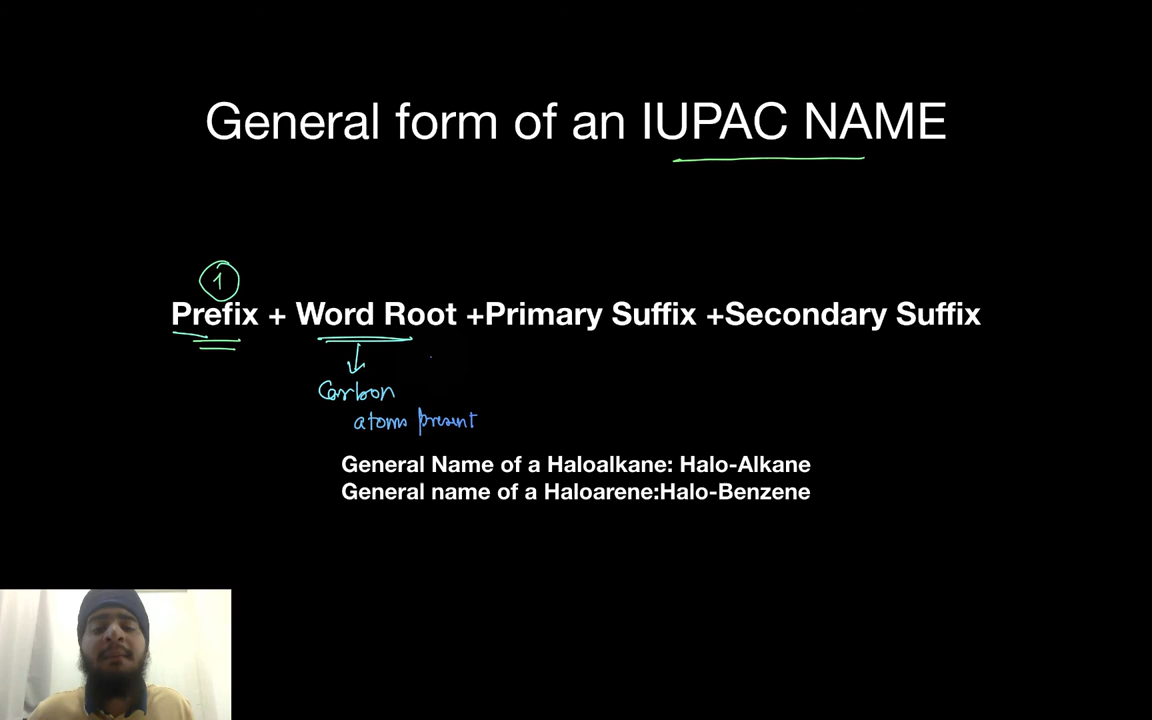 General form of an IUPAC NAME
1
Prefix + Word Root +Primary Suffix +Secondary Suffix
Carbon
atoms present
General Name of a Haloalkane: Halo-Alkane
General name of a Haloarene:Halo-Benzene